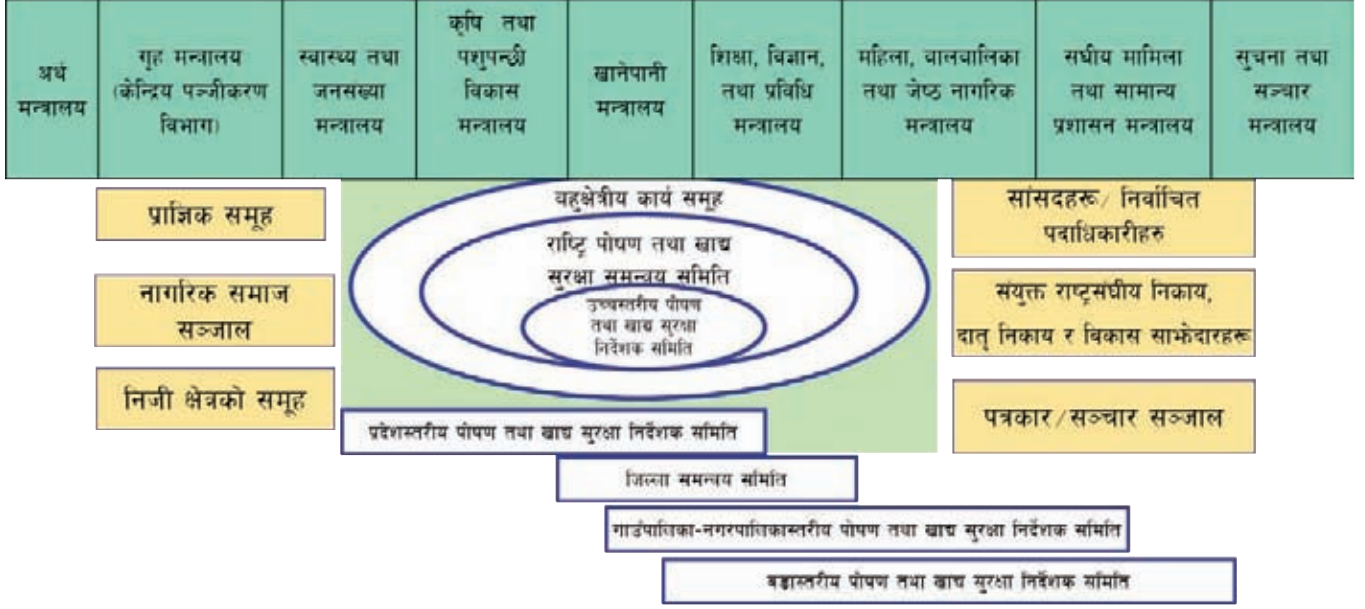 अर्थ
मन्त्रालय
गृह मन्त्रालय
(केन्द्रिय पञ्जीकरण
विभाग)
स्वास्थ्य तथा
जनसंख्या
मन्त्रालय
कृषि तथा
पशुपन्छी
विकास
मन्त्रालय
खानेपानी
मन्त्रालय
शिक्षा, विज्ञान,
तथा प्रविधि
मन्त्रालय
महिला, बालबालिका
तथा जेष्ठ नागरिक
मन्त्रालय
सघीय मामिला
तथा सामान्य
प्रशासन मन्त्रालय
सुचना तथा
सञ्चार
मन्त्रालय
प्राज्ञिक समूह
नागरिक समाज
सञ्जाल
निजी क्षेत्रको समूह
बहुक्षेत्रीय कार्य समूह
राष्ट्रि पोषण तथा खाद्य
सुरक्षा समन्वय समिति
उच्चस्तरीय पोषण
तथा खाद्य सुरक्षा
निर्देशक समिति
सांसदहरू/ निर्वाचित
पदाधिकारीहरु
संयुक्त राष्ट्रसंघीय निकाय,
दातृ निकाय र विकास साझेदारहरू
पत्रकार/सञ्चार सञ्जाल
प्रदेशस्तरीय पोषण तथा खाद्य सुरक्षा निर्देशक समिति
जिल्ला समन्वय समिति
गाउँपालिका-नगरपालिकास्तरीय पोषण तथा खाद्य सुरक्षा निर्देशक समिति
वडास्तरीय पोषण तथा खाद्य सुरक्षा निर्देशक समिति